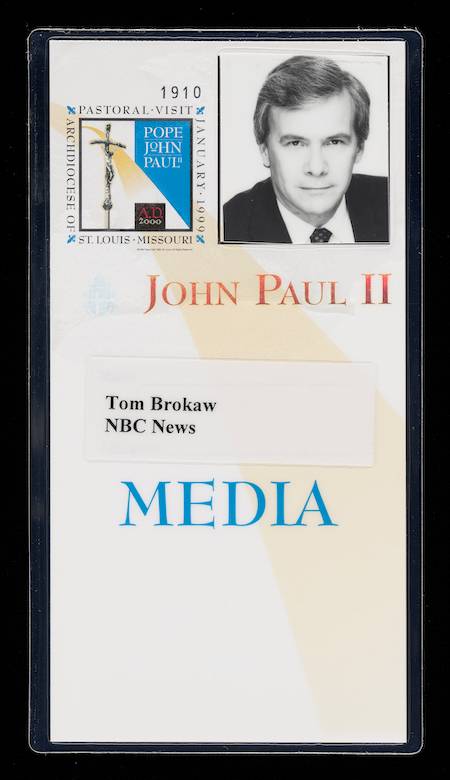 1910
PASTORAL·VISIT
JANUARY·1999
ARCHDIOCESE OF
POPE
JOHN
PAUL II
A.D.
2000
ST. LOUIS·MISSOURI
JOHN PAUL II
Tom Brokaw
NBC News
MEDIA